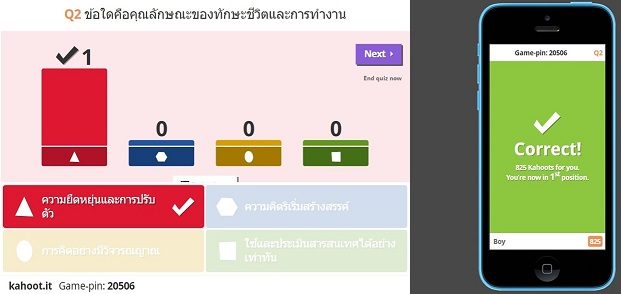 Q2 ข้อใดคือคุณลักษณะของทักษะชีวิตและการทำงาน
1
0
0
0
Next
End quiz now
ความยืดหยุ่นและการปรับ
ตัว
ความคิดริเริ่มสร้างสรรค์
การคิดอย่างมีวิจารณญาณ
ใช้และประเมินสารสนเทศได้อย่าง
เท่าทัน
kahoot.it Game-pin: 20506
Game-pin: 20506 Q2
Correct!
825 Kahoots for you.
You're now in 1st position.
Boy 825